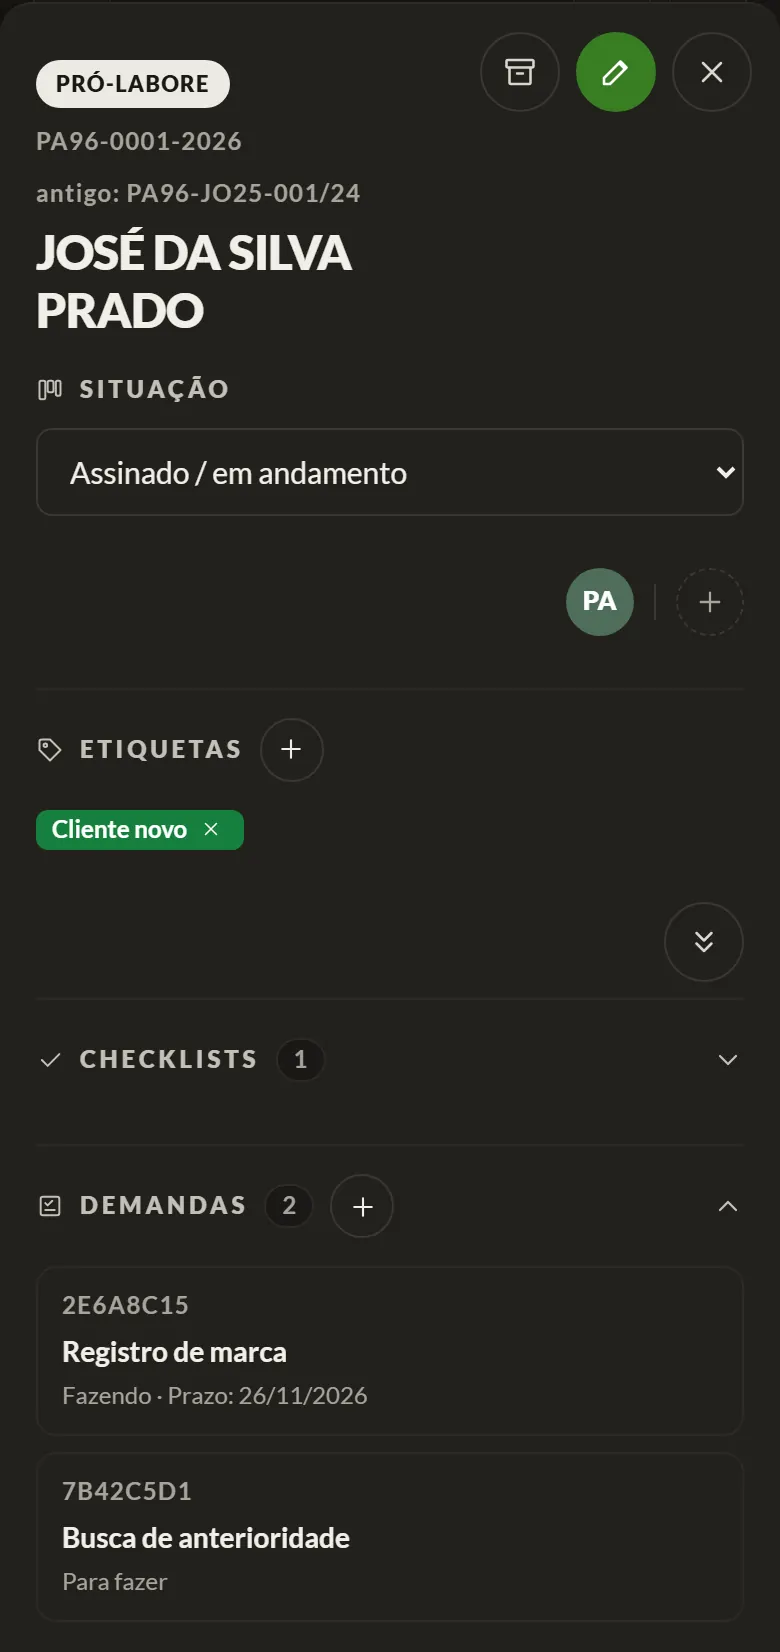 PRÓ-LABORE
PA96-0001-2026
antigo: PA96-JO25-001/24
JOSÉ DA SILVA
PRADO
SITUAÇÃO
Assinado / em andamento
PA
ETIQUETAS
Cliente novo
CHECKLISTS 1
DEMANDAS 2
2E6A8C15
Registro de marca
Fazendo · Prazo: 26/11/2026
7B42C5D1
Busca de anterioridade
Para fazer